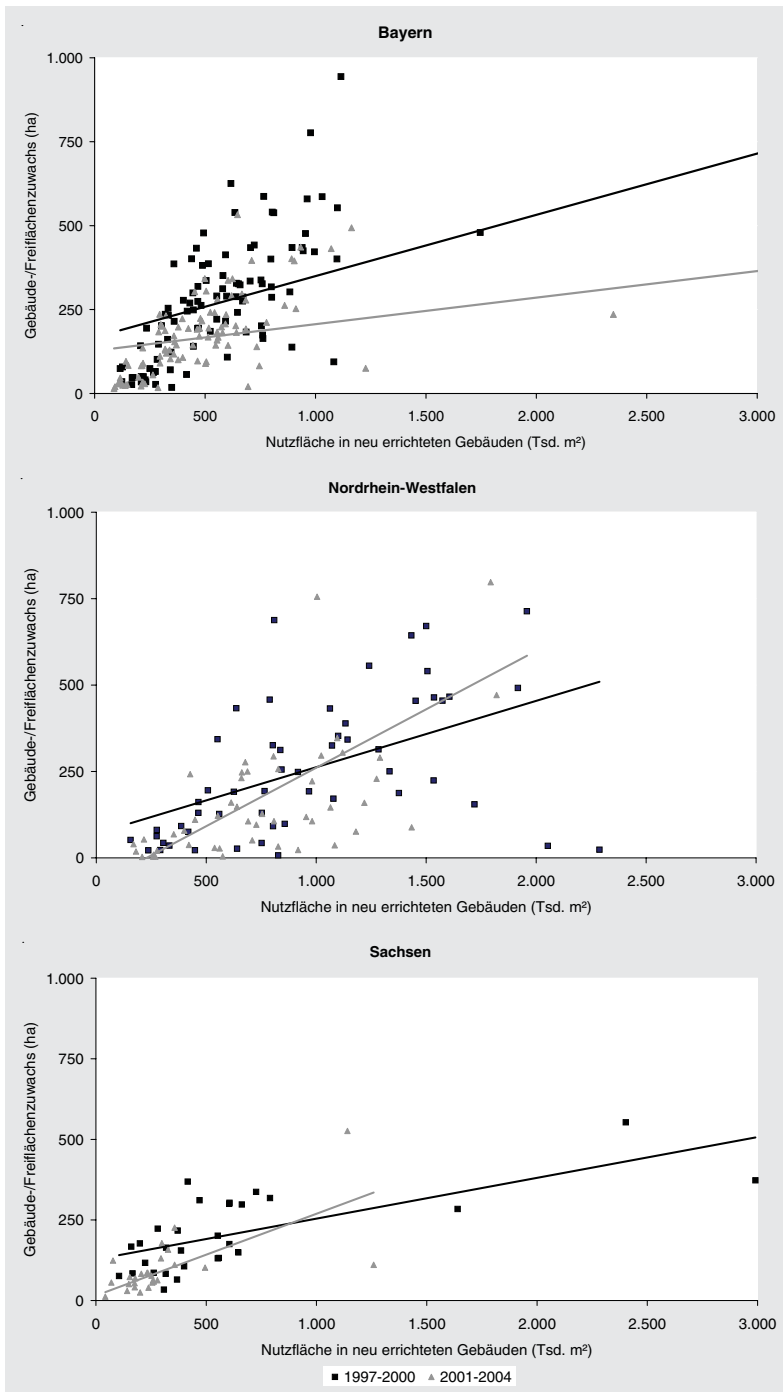 Bayern
Gebäude-/Freiflächenzuwachs (ha)
1.000
750
500
250
0
0 500 1.000 1.500 2.000 2.500 3.000
Nutzfläche in neu errichteten Gebäuden (Tsd. m²)
Nordrhein-Westfalen
Gebäude-/Freiflächenzuwachs (ha)
1.000
750
500
250
0
0 500 1.000 1.500 2.000 2.500 3.000
Nutzfläche in neu errichteten Gebäuden (Tsd. m²)
Sachsen
Gebäude-/Freiflächenzuwachs (ha)
1.000
750
500
250
0
0 500 1.000 1.500 2.000 2.500 3.000
Nutzfläche in neu errichteten Gebäuden (Tsd. m²)
1997-2000 2001-2004